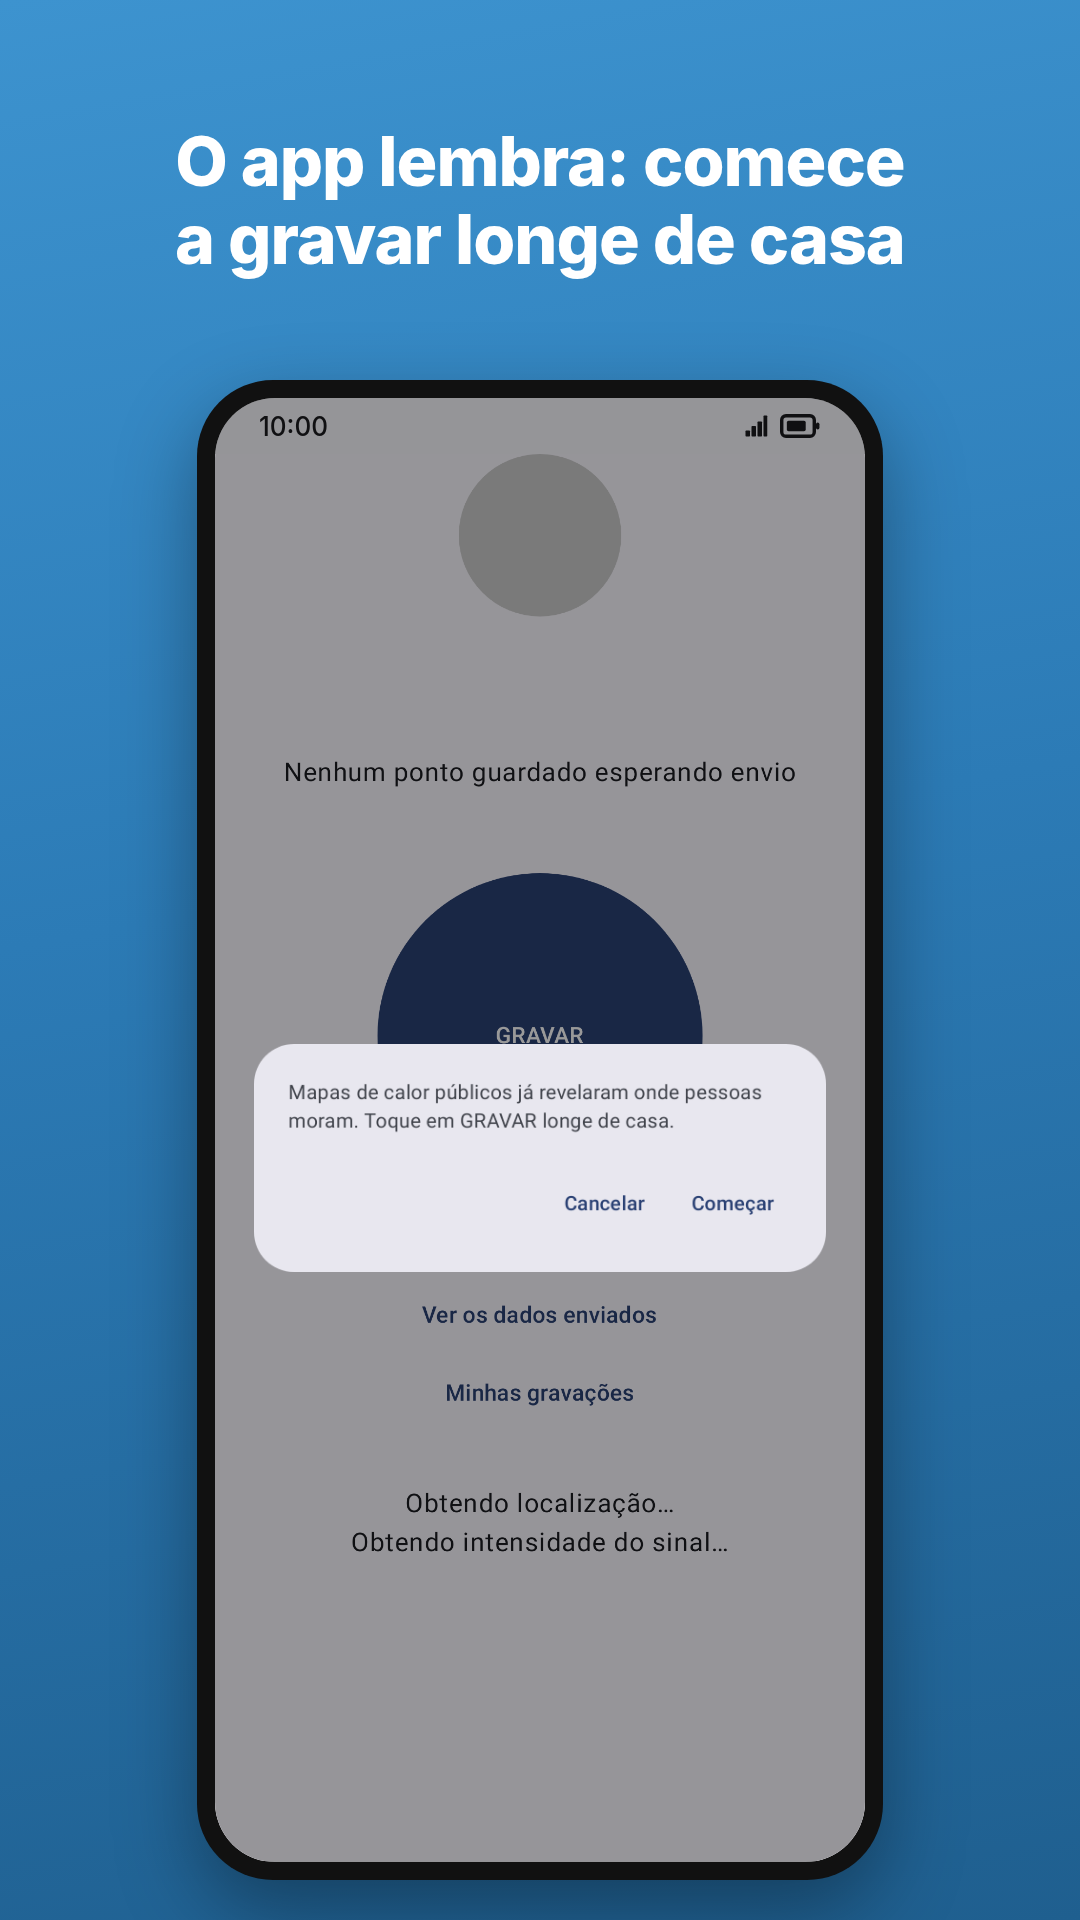 O app lembra: comece
a gravar longe de casa
10:00
Nenhum ponto guardado esperando envio
GRAVAR
Mapas de calor públicos já revelaram onde pessoas
moram. Toque em GRAVAR longe de casa.
Cancelar Começar
Ver os dados enviados
Minhas gravações
Obtendo localização…
Obtendo intensidade do sinal…